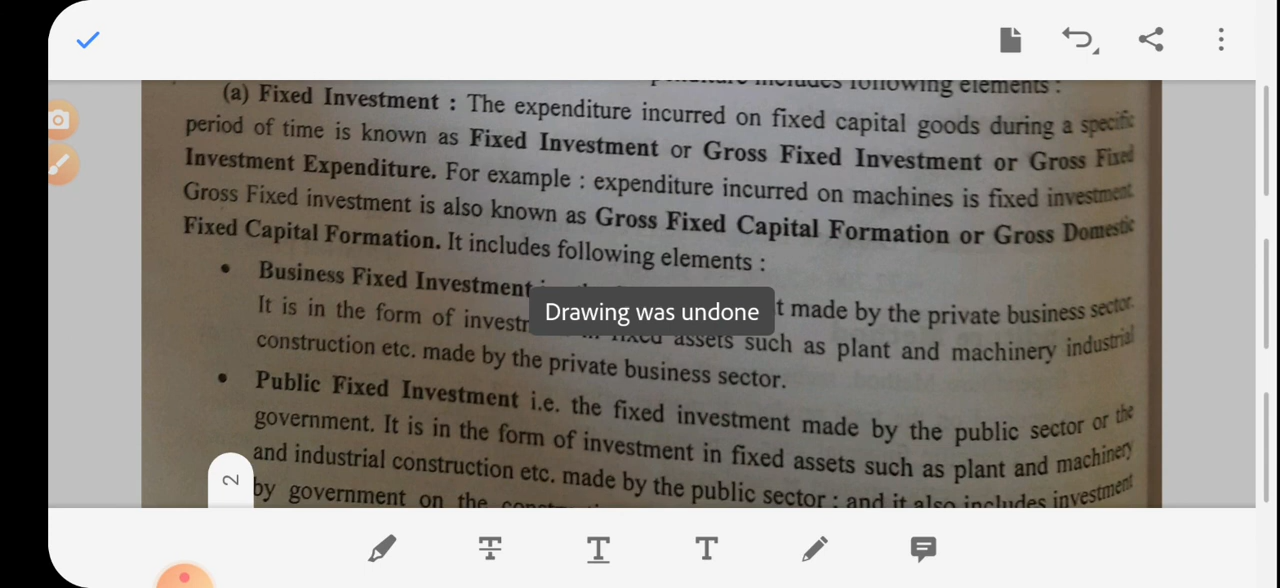 (a) Fixed Investment : The expenditure incurred on fixed capital goods during a specific
period of time is known as Fixed Investment or Gross Fixed Investment or Gross Fixed
Investment Expenditure. For example : expenditure incurred on machines is fixed investment
Gross Fixed investment is also known as Gross Fixed Capital Formation or Gross Domestic
Fixed Capital Formation. It includes following elements :
includes following elements :
• Business Fixed Investment made by the private business sector.
It is in the form of fixed assets such as plant and machinery industrial
construction etc. made by the private business sector.
Drawing was undone
• Public Fixed Investment i.e. the fixed investment made by the public sector or the
government. It is in the form of investment in fixed assets such as plant and machinery
and industrial construction etc. made by the public sector : and it also includes investment
by government on the
2